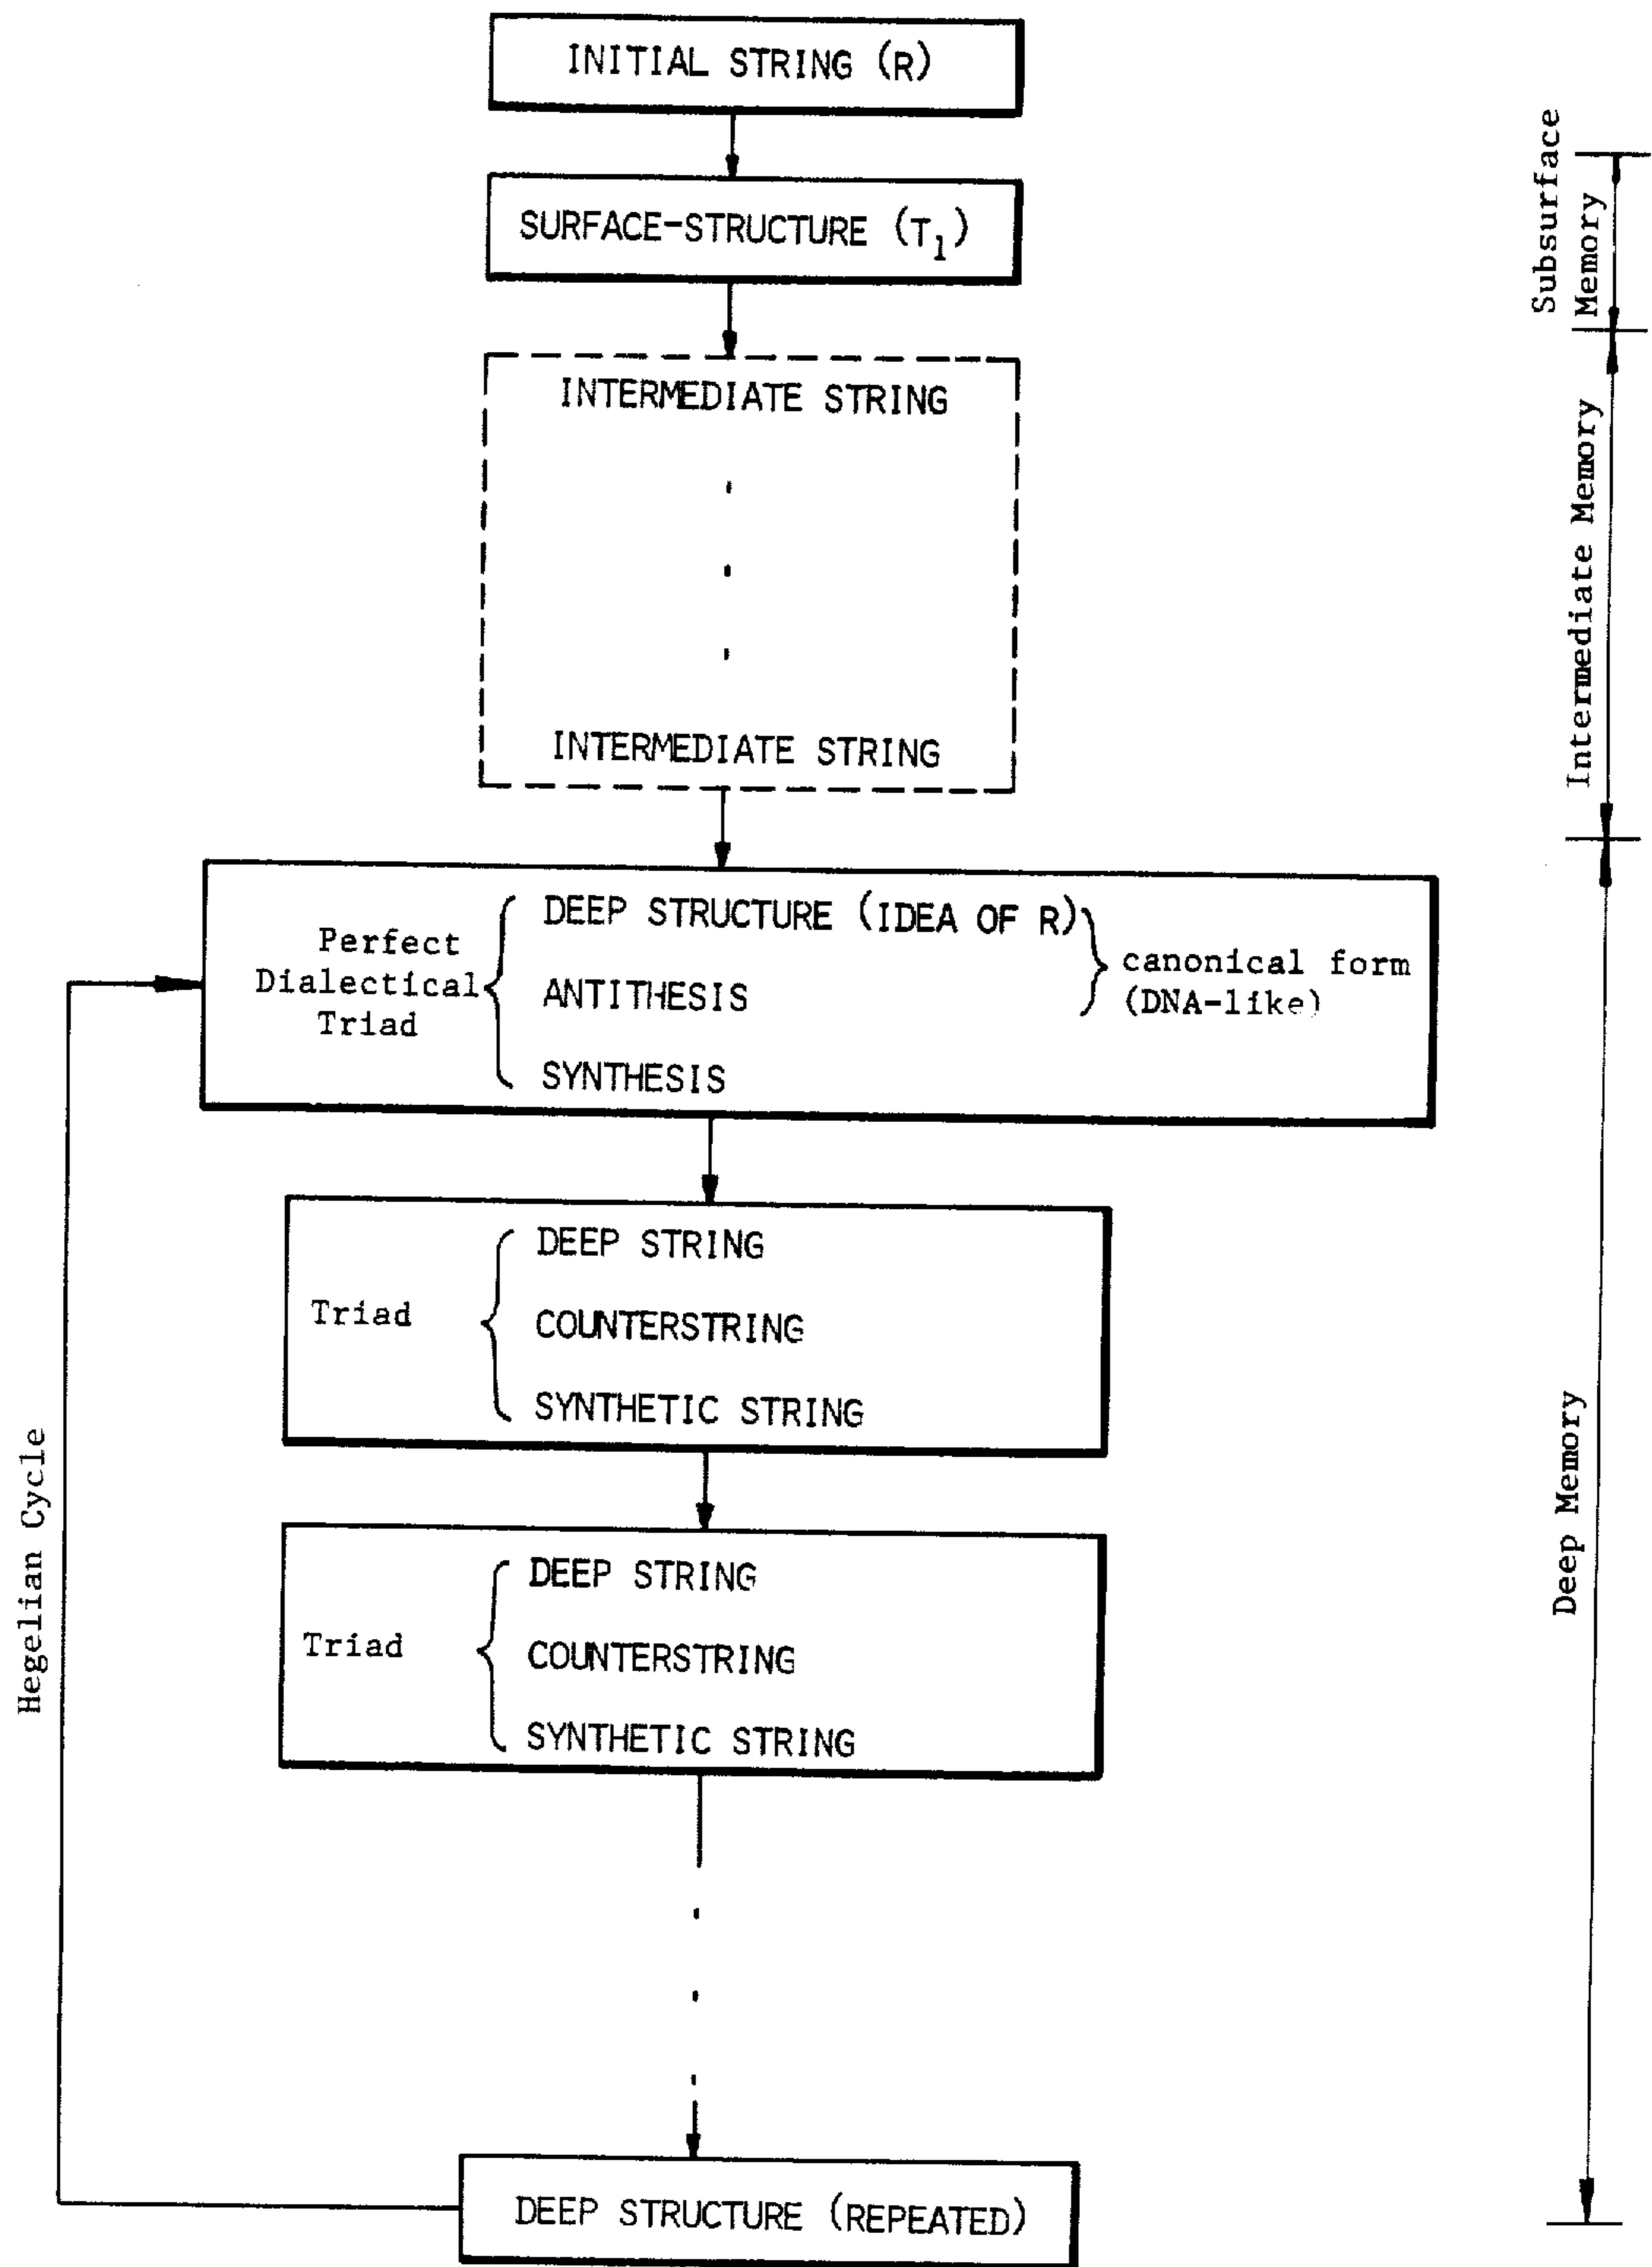 INITIAL STRING (R)
SURFACE-STRUCTURE (T1)
Subsurface
Memory
INTERMEDIATE STRING
INTERMEDIATE STRING
Intermediate Memory
Perfect
Dialectical
Triad
DEEP STRUCTURE (IDEA OF R)
ANTITHESIS
SYNTHESIS
canonical form
(DNA-like)
Triad
DEEP STRING
COUNTERSTRING
SYNTHETIC STRING
Triad
DEEP STRING
COUNTERSTRING
SYNTHETIC STRING
Hegelian Cycle
Deep Memory
DEEP STRUCTURE (REPEATED)